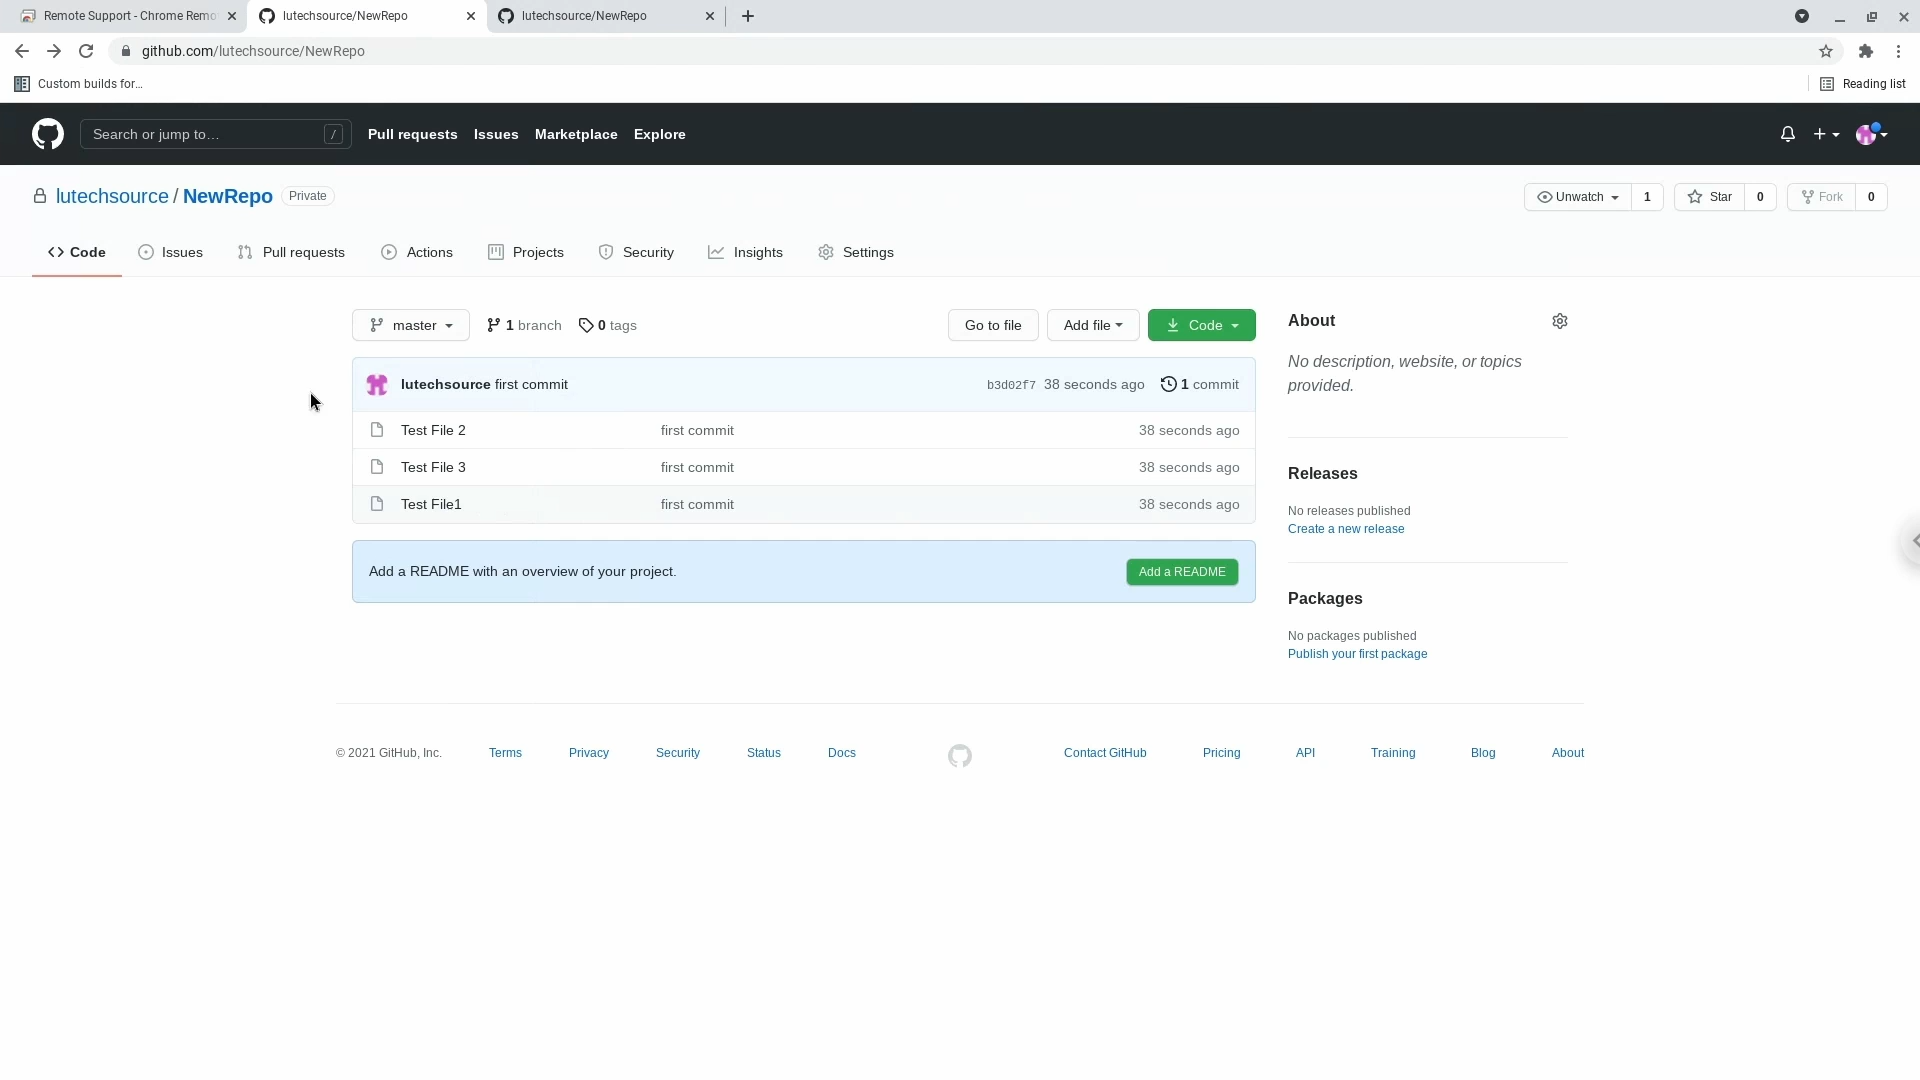 Remote Support - Chrome Remo
lutechsource/NewRepo
lutechsource/NewRepo
github.com/lutechsource/NewRepo
Custom builds for...
Reading list
Search or jump to...
/
Pull requests
Issues
Marketplace
Explore
lutechsource / NewRepo
Private
Unwatch
1
Star
0
Fork
0
Code
Issues
Pull requests
Actions
Projects
Security
Insights
Settings
master
1 branch
0 tags
Go to file
Add file
Code
lutechsource first commit
b3d02f7 38 seconds ago
1 commit
Test File 2
first commit
38 seconds ago
Test File 3
first commit
38 seconds ago
Test File1
first commit
38 seconds ago
Add a README with an overview of your project.
Add a README
About
No description, website, or topics
provided.
Releases
No releases published
Create a new release
Packages
No packages published
Publish your first package
© 2021 GitHub, Inc.
Terms
Privacy
Security
Status
Docs
Contact GitHub
Pricing
API
Training
Blog
About